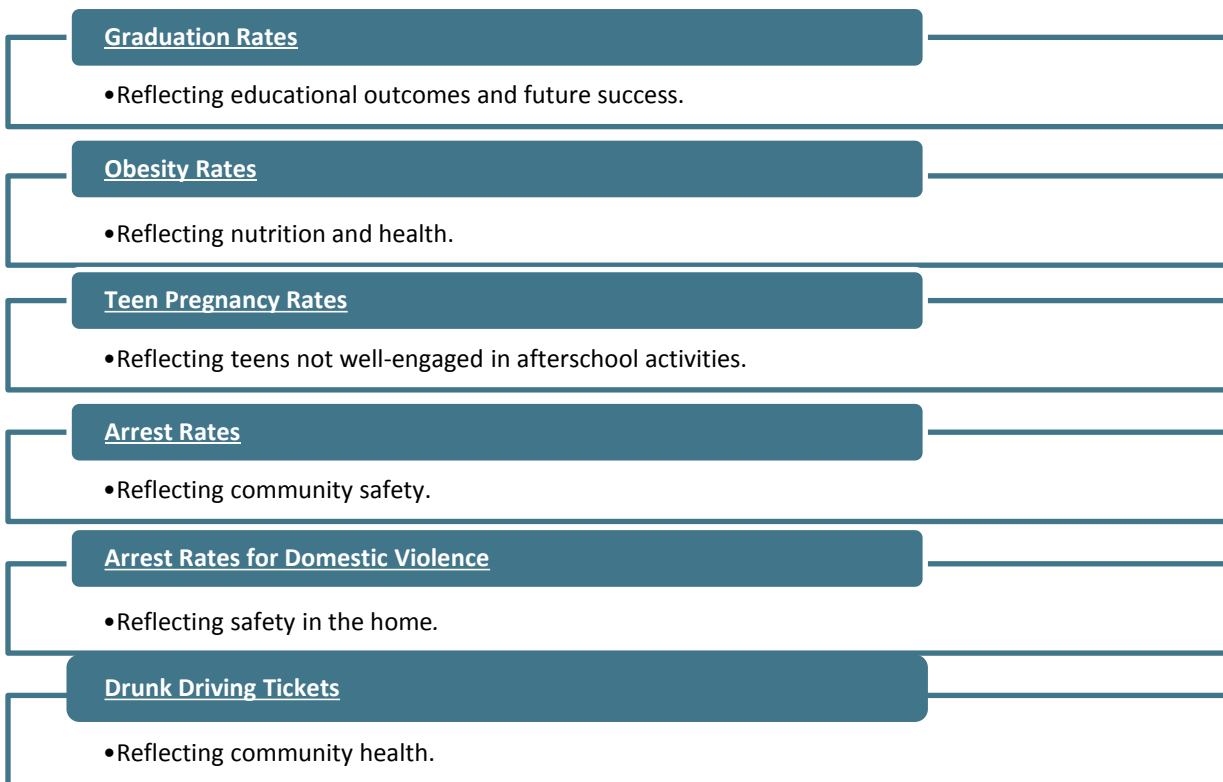 Graduation Rates
•Reflecting educational outcomes and future success.
Obesity Rates
•Reflecting nutrition and health.
Teen Pregnancy Rates
•Reflecting teens not well-engaged in afterschool activities.
Arrest Rates
•Reflecting community safety.
Arrest Rates for Domestic Violence
•Reflecting safety in the home.
Drunk Driving Tickets
•Reflecting community health.